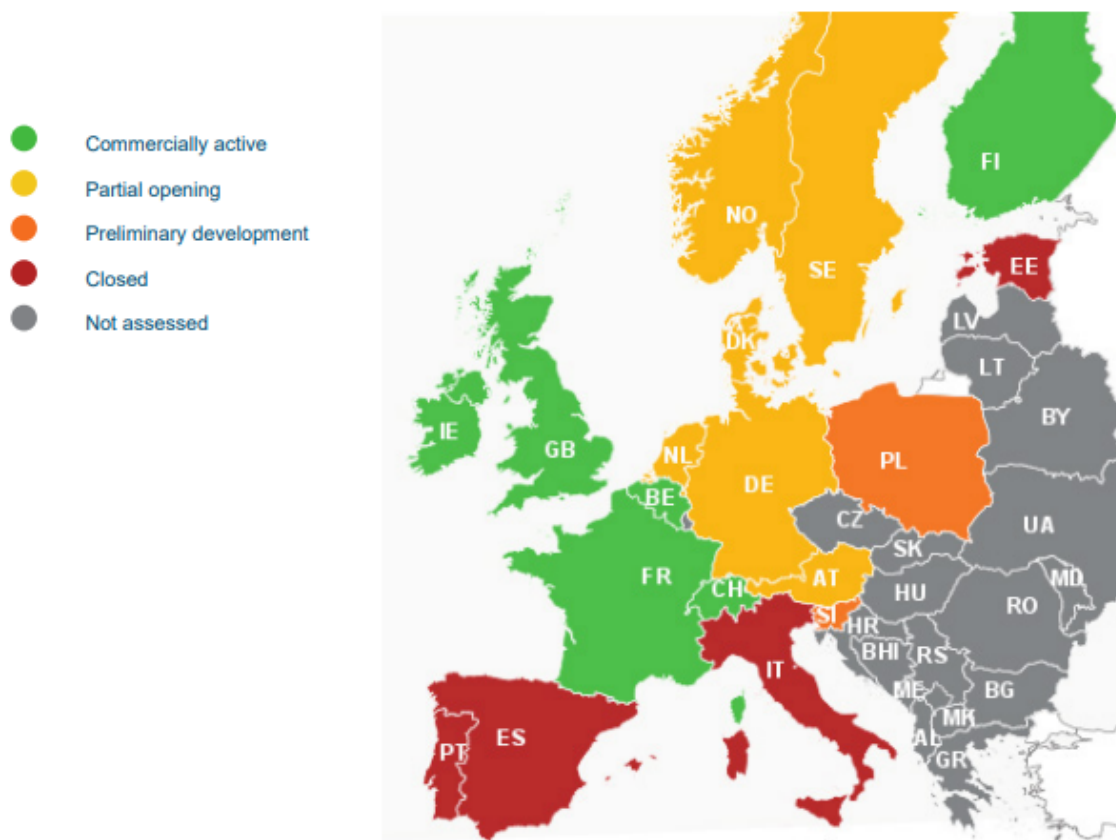 Commercially active
Partial opening
Preliminary development
Closed
Not assessed
FI
NO
SE
EE
LV
DK
LT
BY
IE
GB
NL
PL
DE
BE
CZ
UA
SK
FR
CH
AT
MD
HU
RO
SI
HR
BHI
RS
IT
ME
BG
MK
ES
PT
AL
GR